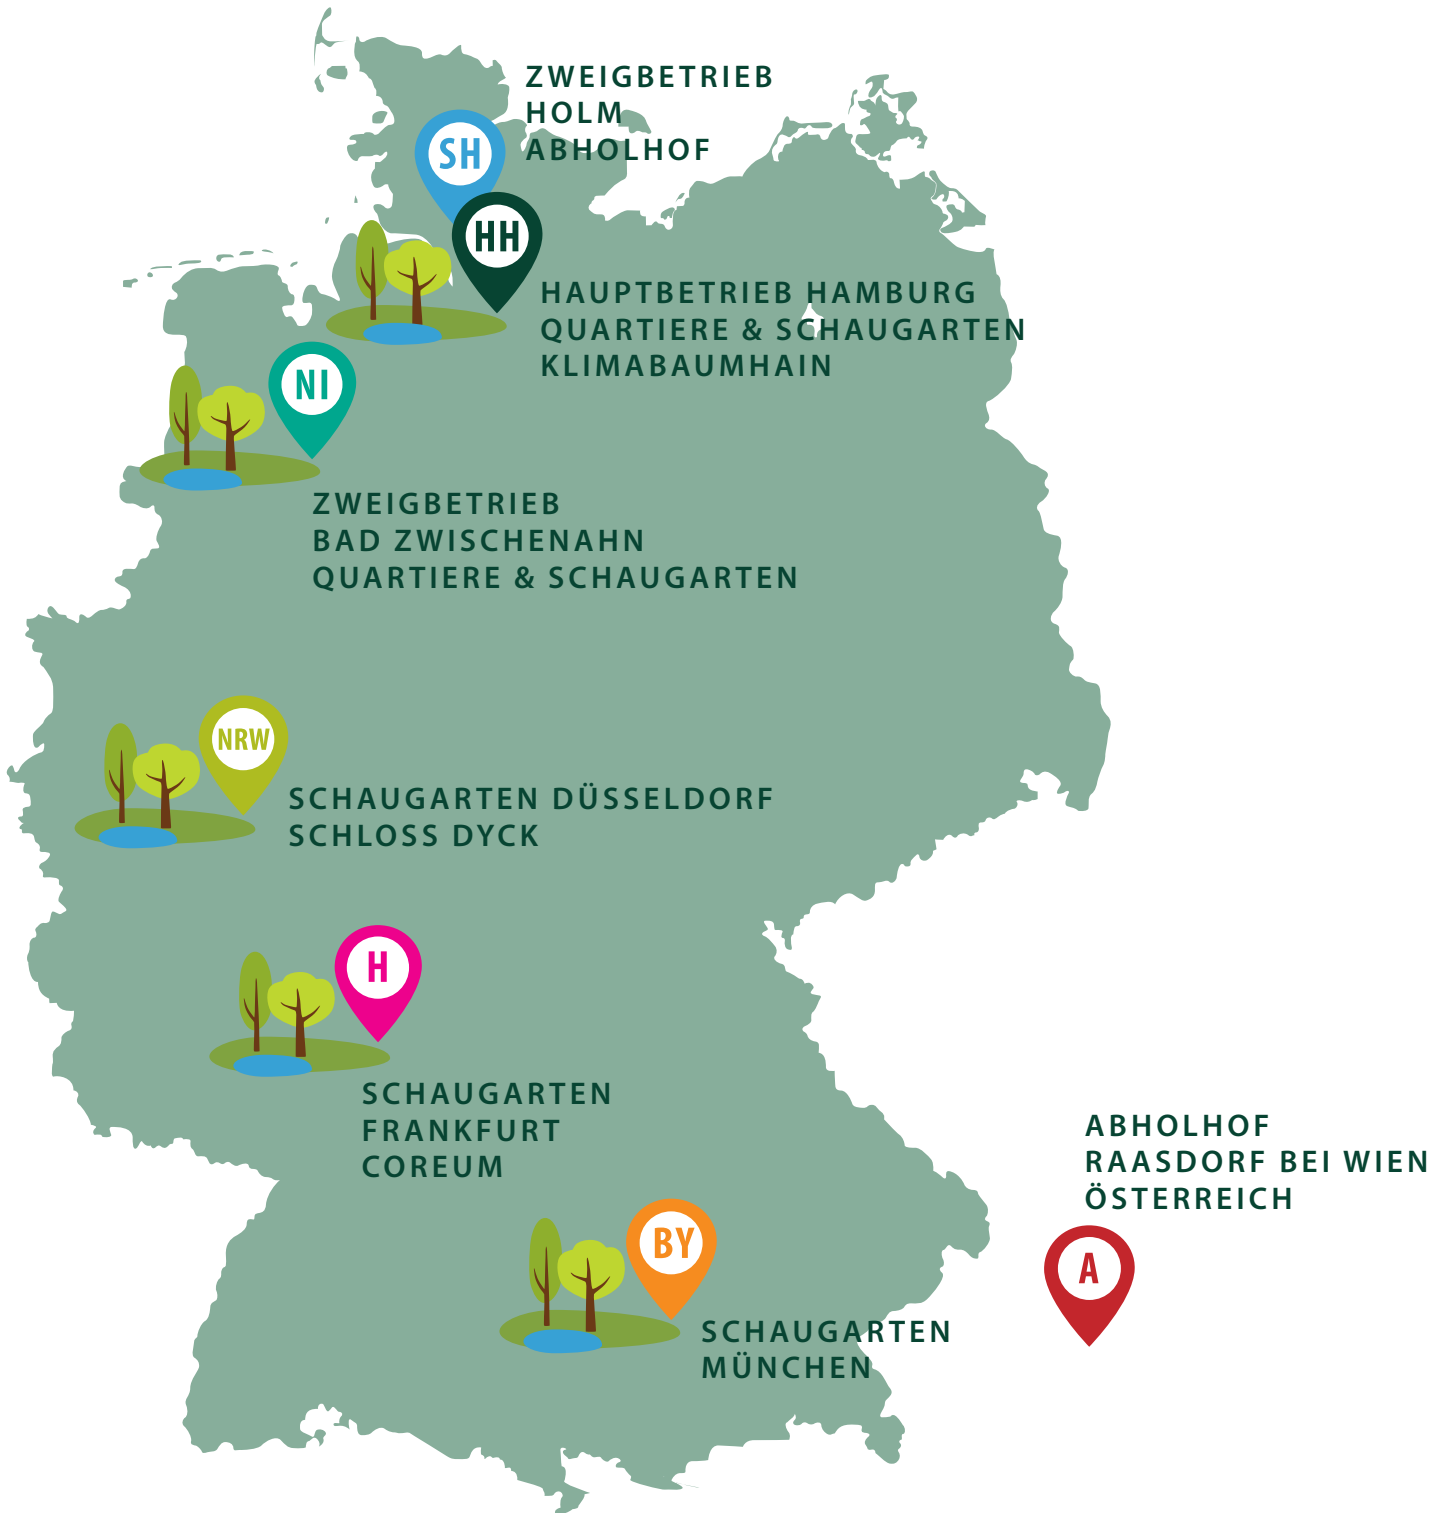 ZWEIGBETRIEB
HOLM
ABHOLHOF
SH
HH
HAUPTBETRIEB HAMBURG
QUARTIERE & SCHAUGARTEN
KLIMABAUMHAIN
NI
ZWEIGBETRIEB
BAD ZWISCHENAHN
QUARTIERE & SCHAUGARTEN
NRW
SCHAUGARTEN DÜSSELDORF
SCHLOSS DYCK
H
SCHAUGARTEN
FRANKFURT
COREUM
ABHOLHOF
RAASDORF BEI WIEN
ÖSTERREICH
A
BY
SCHAUGARTEN
MÜNCHEN